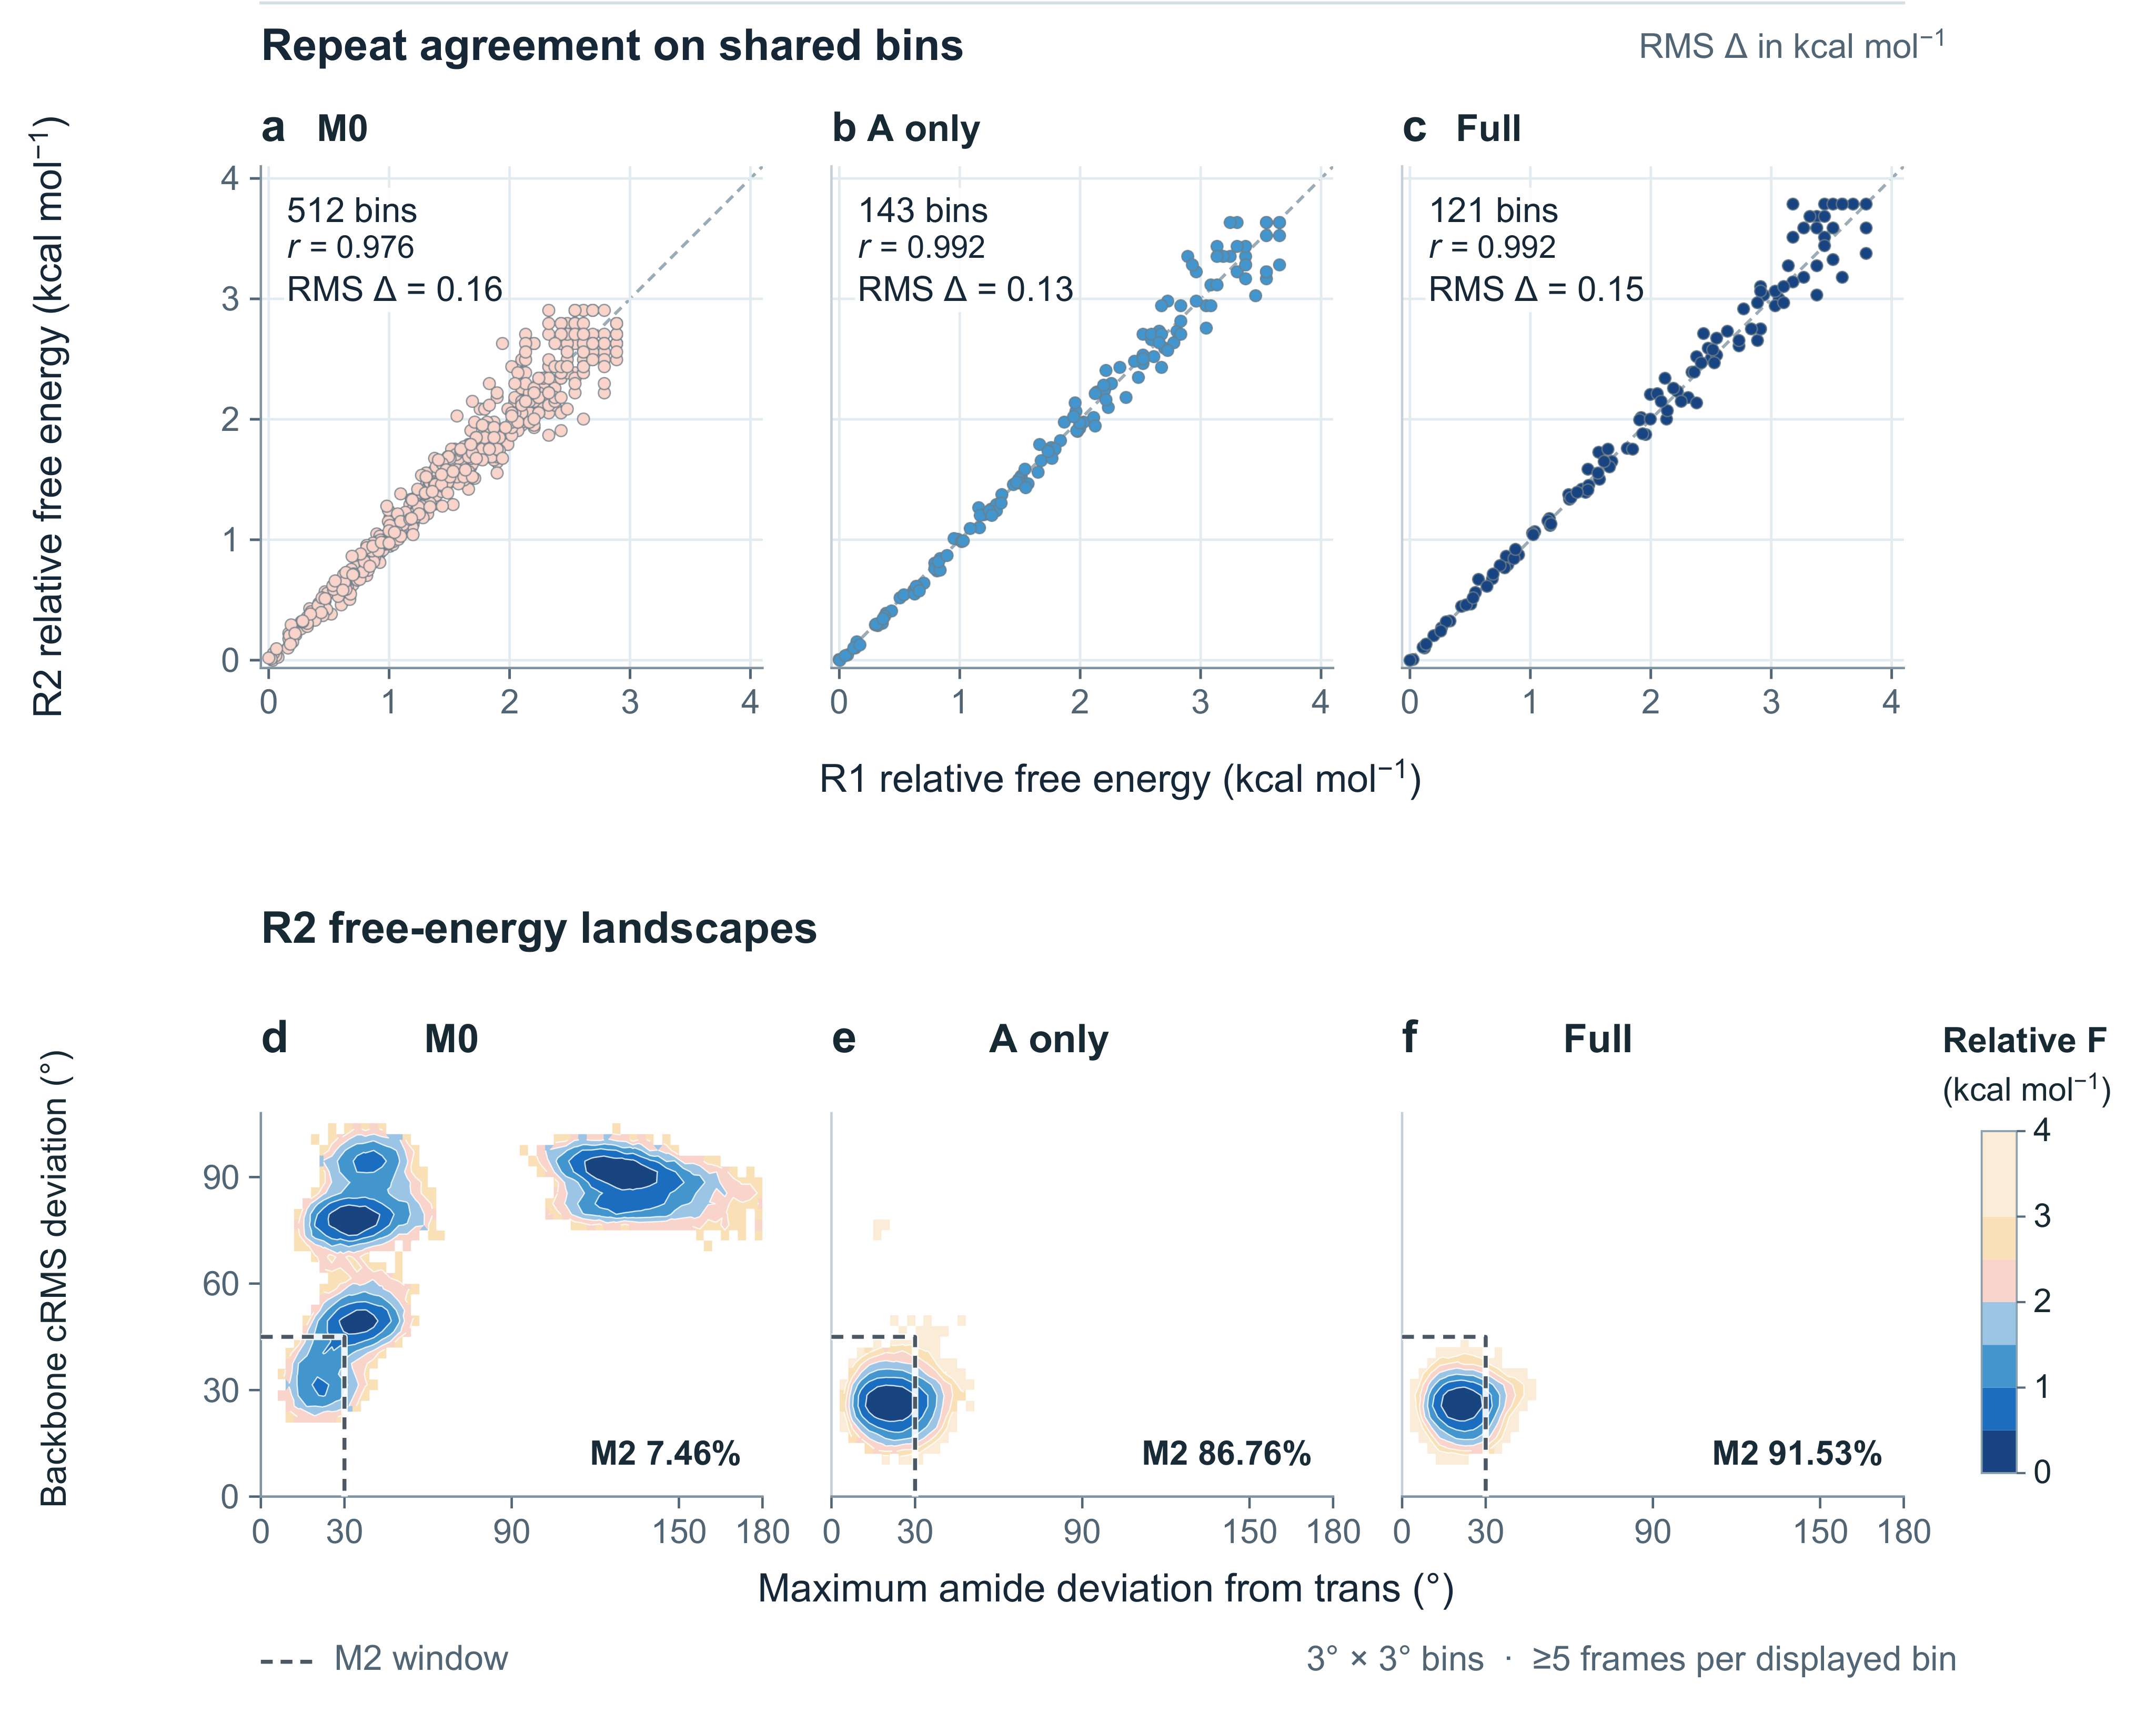 Repeat agreement on shared bins
RMS Δ in kcal mol⁻¹
R2 relative free energy (kcal mol⁻¹)
a M0
b A only
c Full
512 bins
r = 0.976
RMS Δ = 0.16
143 bins
r = 0.992
RMS Δ = 0.13
121 bins
r = 0.992
RMS Δ = 0.15
4
3
2
1
0
0 1 2 3 4
0 1 2 3 4
0 1 2 3 4
R1 relative free energy (kcal mol⁻¹)
R2 free-energy landscapes
d M0
e A only
f Full
Relative F
(kcal mol⁻¹)
4
3
2
1
0
Backbone cRMS deviation (°)
90
60
30
0
M2 7.46%
M2 86.76%
M2 91.53%
0 30 90 150 180
0 30 90 150 180
0 30 90 150 180
Maximum amide deviation from trans (°)
M2 window
3° × 3° bins · ≥5 frames per displayed bin